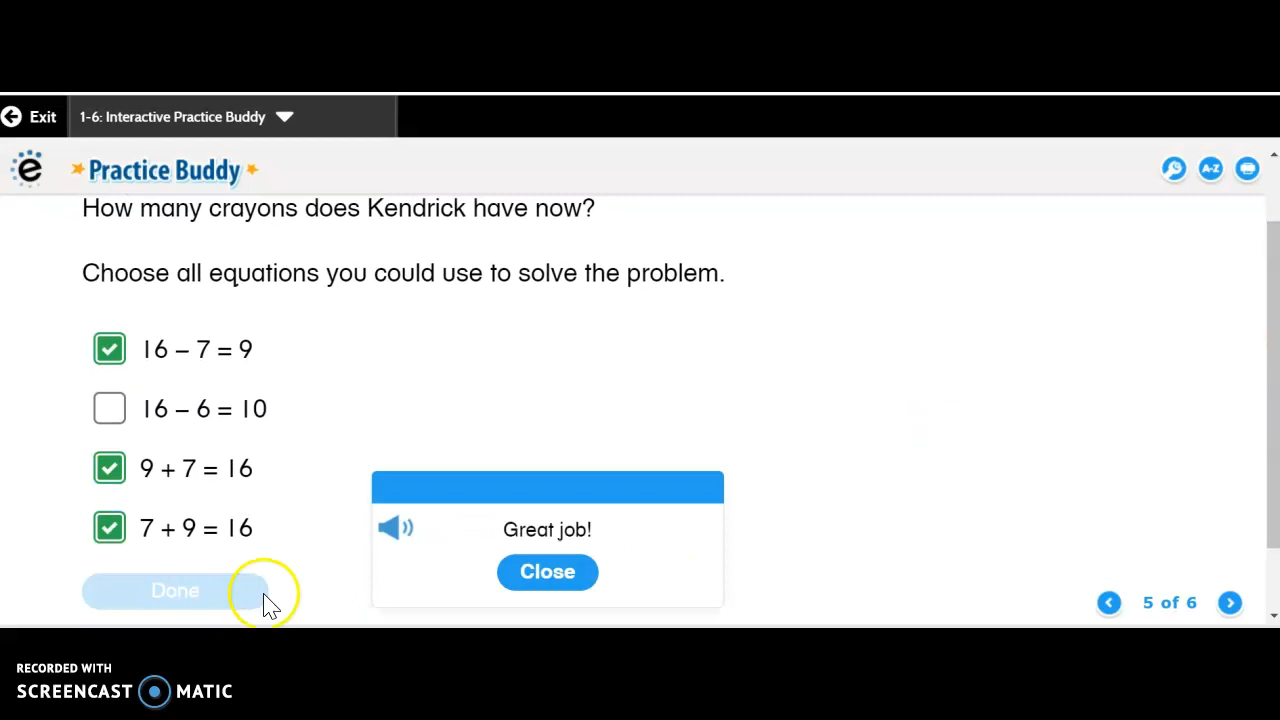 Exit
1-6: Interactive Practice Buddy
e
Practice Buddy
A-Z
How many crayons does Kendrick have now?
Choose all equations you could use to solve the problem.
16 – 7 = 9
16 – 6 = 10
9 + 7 = 16
7 + 9 = 16
Great job!
Close
Done
5 of 6
RECORDED WITH
SCREENCAST MATIC